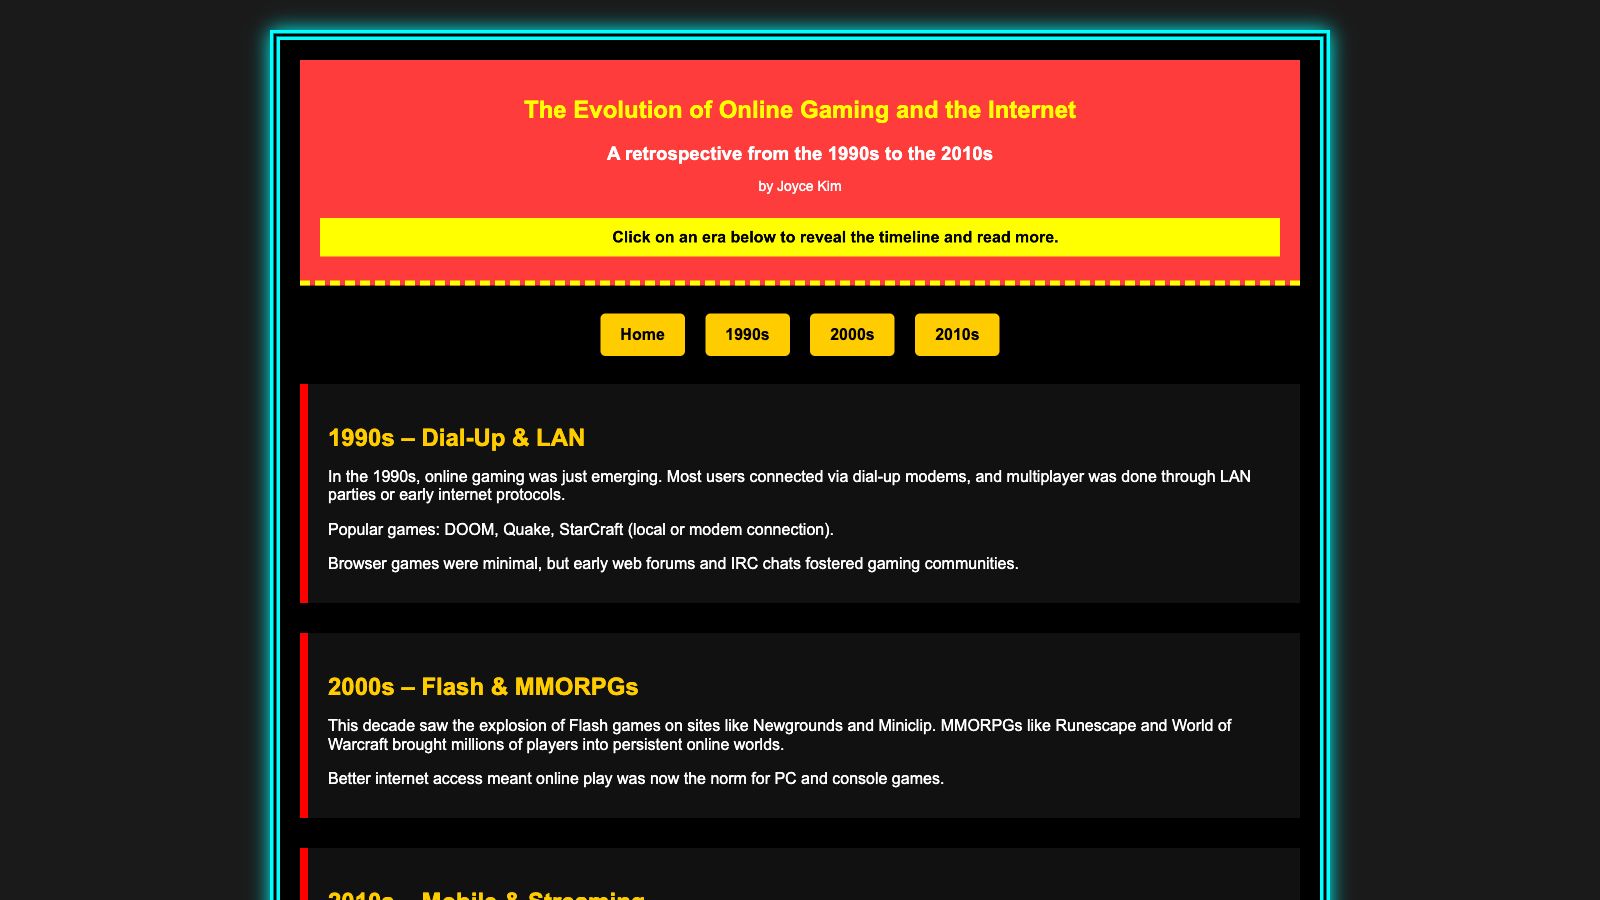 The Evolution of Online Gaming and the Internet
A retrospective from the 1990s to the 2010s
by Joyce Kim
Click on an era below to reveal the timeline and read more.
Home 1990s 2000s 2010s
1990s – Dial-Up & LAN
In the 1990s, online gaming was just emerging. Most users connected via dial-up modems, and multiplayer was done through LAN
parties or early internet protocols.
Popular games: DOOM, Quake, StarCraft (local or modem connection).
Browser games were minimal, but early web forums and IRC chats fostered gaming communities.
2000s – Flash & MMORPGs
This decade saw the explosion of Flash games on sites like Newgrounds and Miniclip. MMORPGs like Runescape and World of
Warcraft brought millions of players into persistent online worlds.
Better internet access meant online play was now the norm for PC and console games.
2010s – Mobile & Streaming